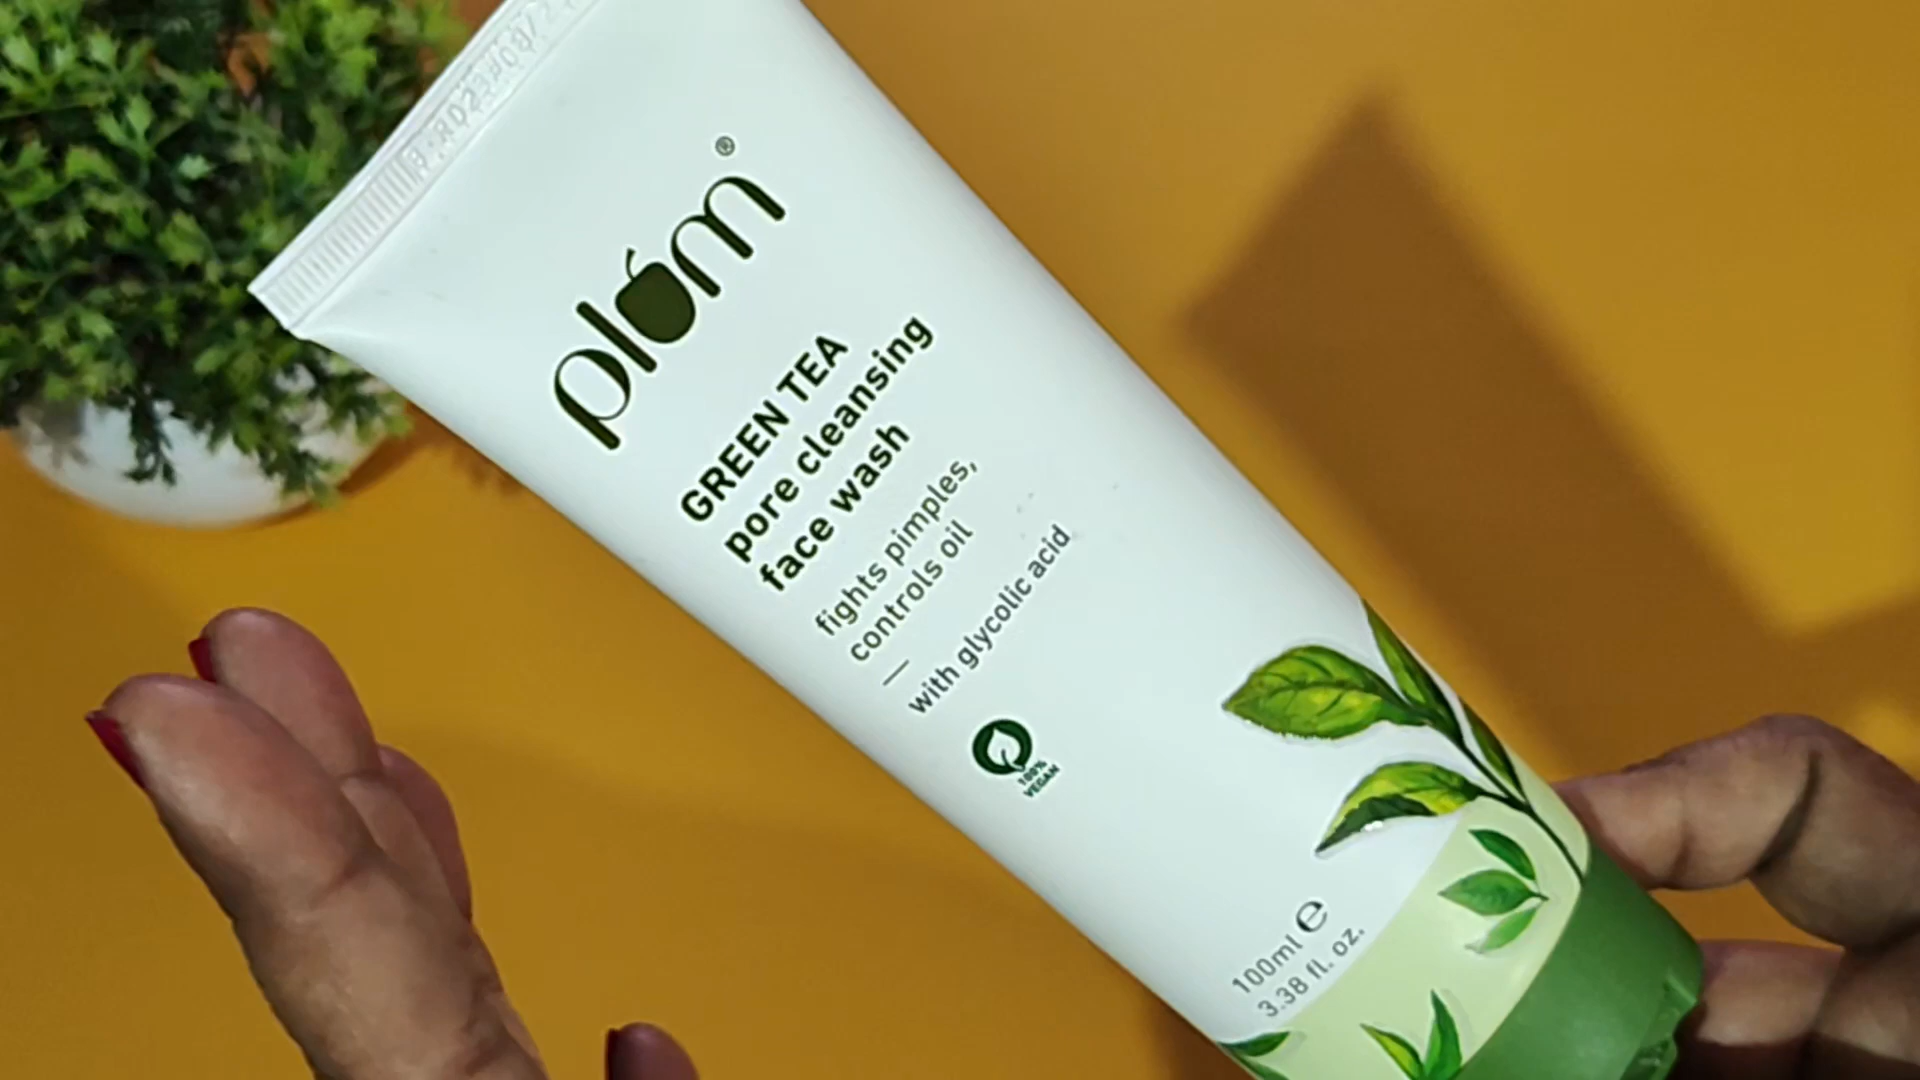 plum®
GREEN TEA
pore cleansing
face wash
fights pimples,
controls oil
—
with glycolic acid
100%
VEGAN
100ml e
3.38 fl. oz.